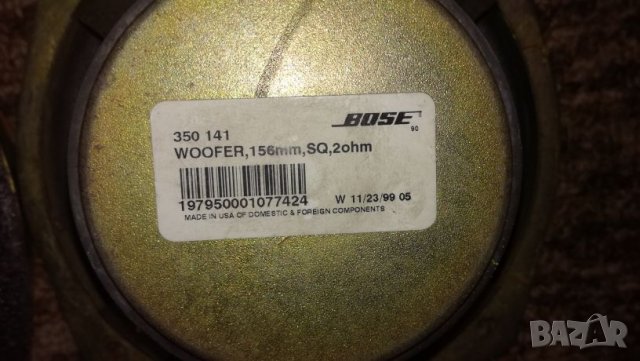 BOSE
90
350 141
WOOFER,156mm,SQ,2ohm
197950001077424
W 11/23/99 05
MADE IN USA OF DOMESTIC & FOREIGN COMPONENTS
BAZAR